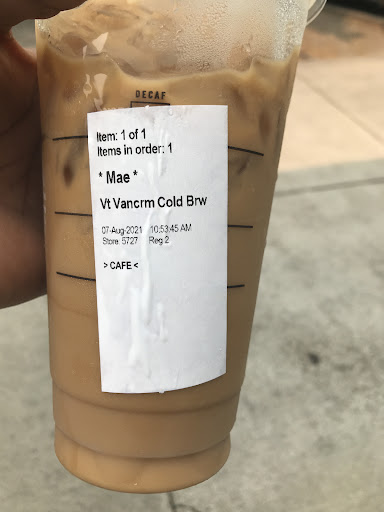 DECAF
Item: 1 of 1
Items in order: 1
* Mae *
Vt Vancrm Cold Brw
07-Aug-2021 10:53:45 AM
Store: 5727 Reg 2
> CAFE <